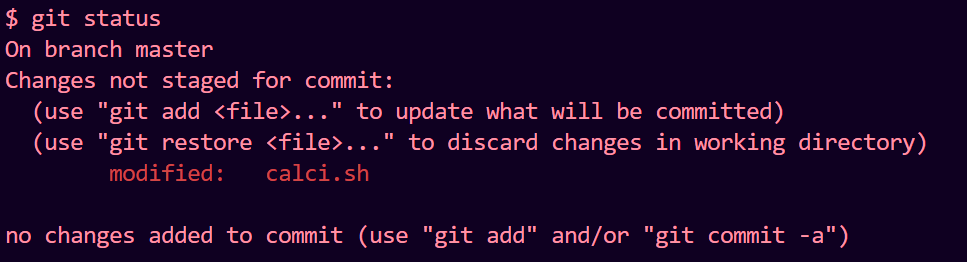 $ git status
On branch master
Changes not staged for commit:
  (use "git add <file>..." to update what will be committed)
  (use "git restore <file>..." to discard changes in working directory)
        modified:   calci.sh

no changes added to commit (use "git add" and/or "git commit -a")